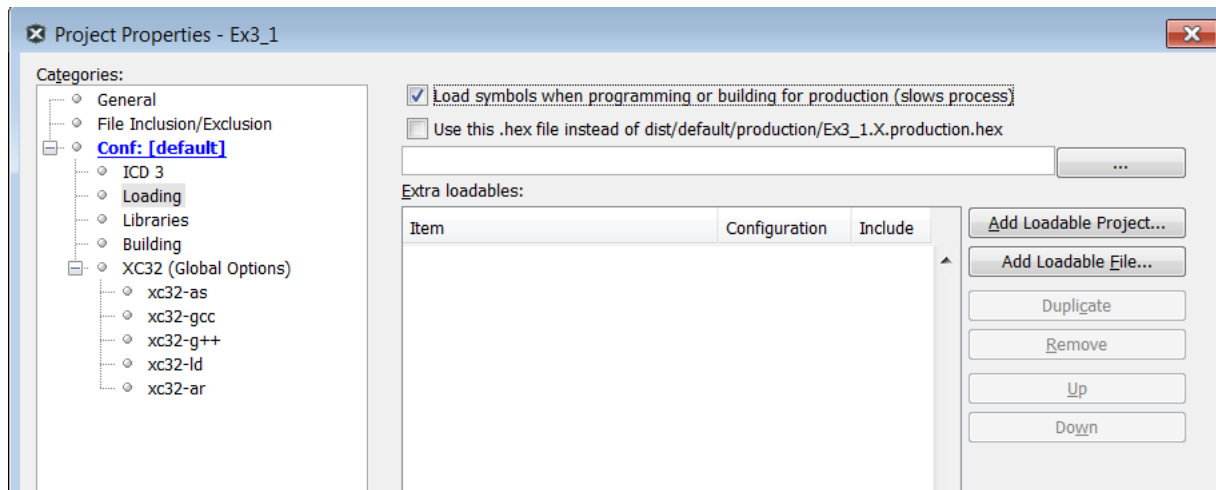 Project Properties - Ex3_1
Categories:
General
File Inclusion/Exclusion
Conf: [default]
ICD 3
Loading
Libraries
Building
XC32 (Global Options)
xc32-as
xc32-gcc
xc32-g++
xc32-ld
xc32-ar
Load symbols when programming or building for production (slows process)
Use this .hex file instead of dist/default/production/Ex3_1.X.production.hex
...
Extra loadables:
Item Configuration Include
Add Loadable Project...
Add Loadable File...
Duplicate
Remove
Up
Down